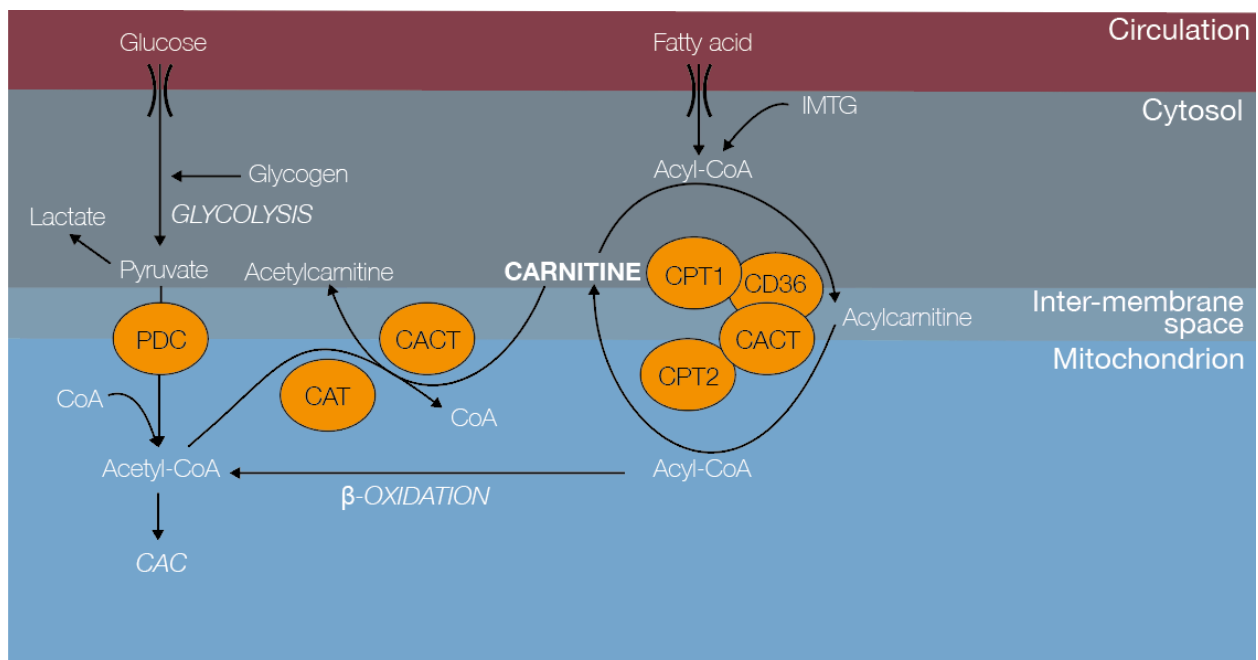 Circulation
Glucose
Fatty acid
Cytosol
IMTG
Acyl-CoA
Glycogen
GLYCOLYSIS
Lactate
Pyruvate
Acetylcarnitine
CARNITINE
CPT1
CD36
Inter-membrane
space
Acylcarnitine
PDC
CACT
CACT
Mitochondrion
CPT2
CAT
CoA
CoA
Acetyl-CoA
Acyl-CoA
β-OXIDATION
CAC